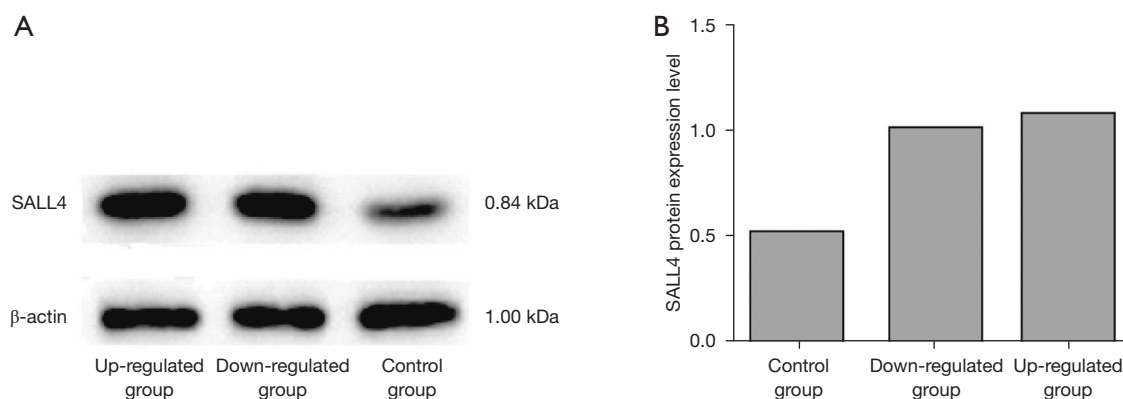 A
SALL4
0.84 kDa
β-actin
1.00 kDa
Up-regulated
group
Down-regulated
group
Control
group
B
SALL4 protein expression level
1.5
1.0
0.5
0.0
Control
group
Down-regulated
group
Up-regulated
group